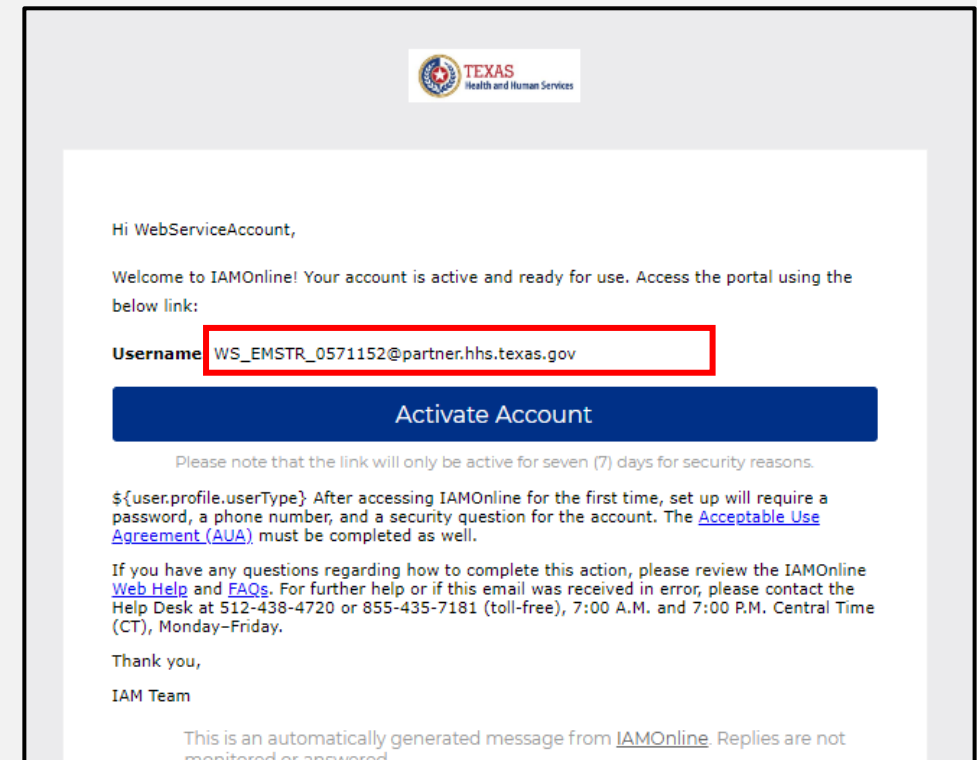 TEXAS
Health and Human Services
Hi WebServiceAccount,
Welcome to IAMOnline! Your account is active and ready for use. Access the portal using the
below link:
Username WS_EMSTR_0571152@partner.hhs.texas.gov
Activate Account
Please note that the link will only be active for seven (7) days for security reasons.
${user.profile.userType} After accessing IAMOnline for the first time, set up will require a
password, a phone number, and a security question for the account. The Acceptable Use
Agreement (AUA) must be completed as well.
If you have any questions regarding how to complete this action, please review the IAMOnline
Web Help and FAQs. For further help or if this email was received in error, please contact the
Help Desk at 512-438-4720 or 855-435-7181 (toll-free), 7:00 A.M. and 7:00 P.M. Central Time
(CT), Monday–Friday.
Thank you,
IAM Team
This is an automatically generated message from IAMOnline. Replies are not
monitored or answered